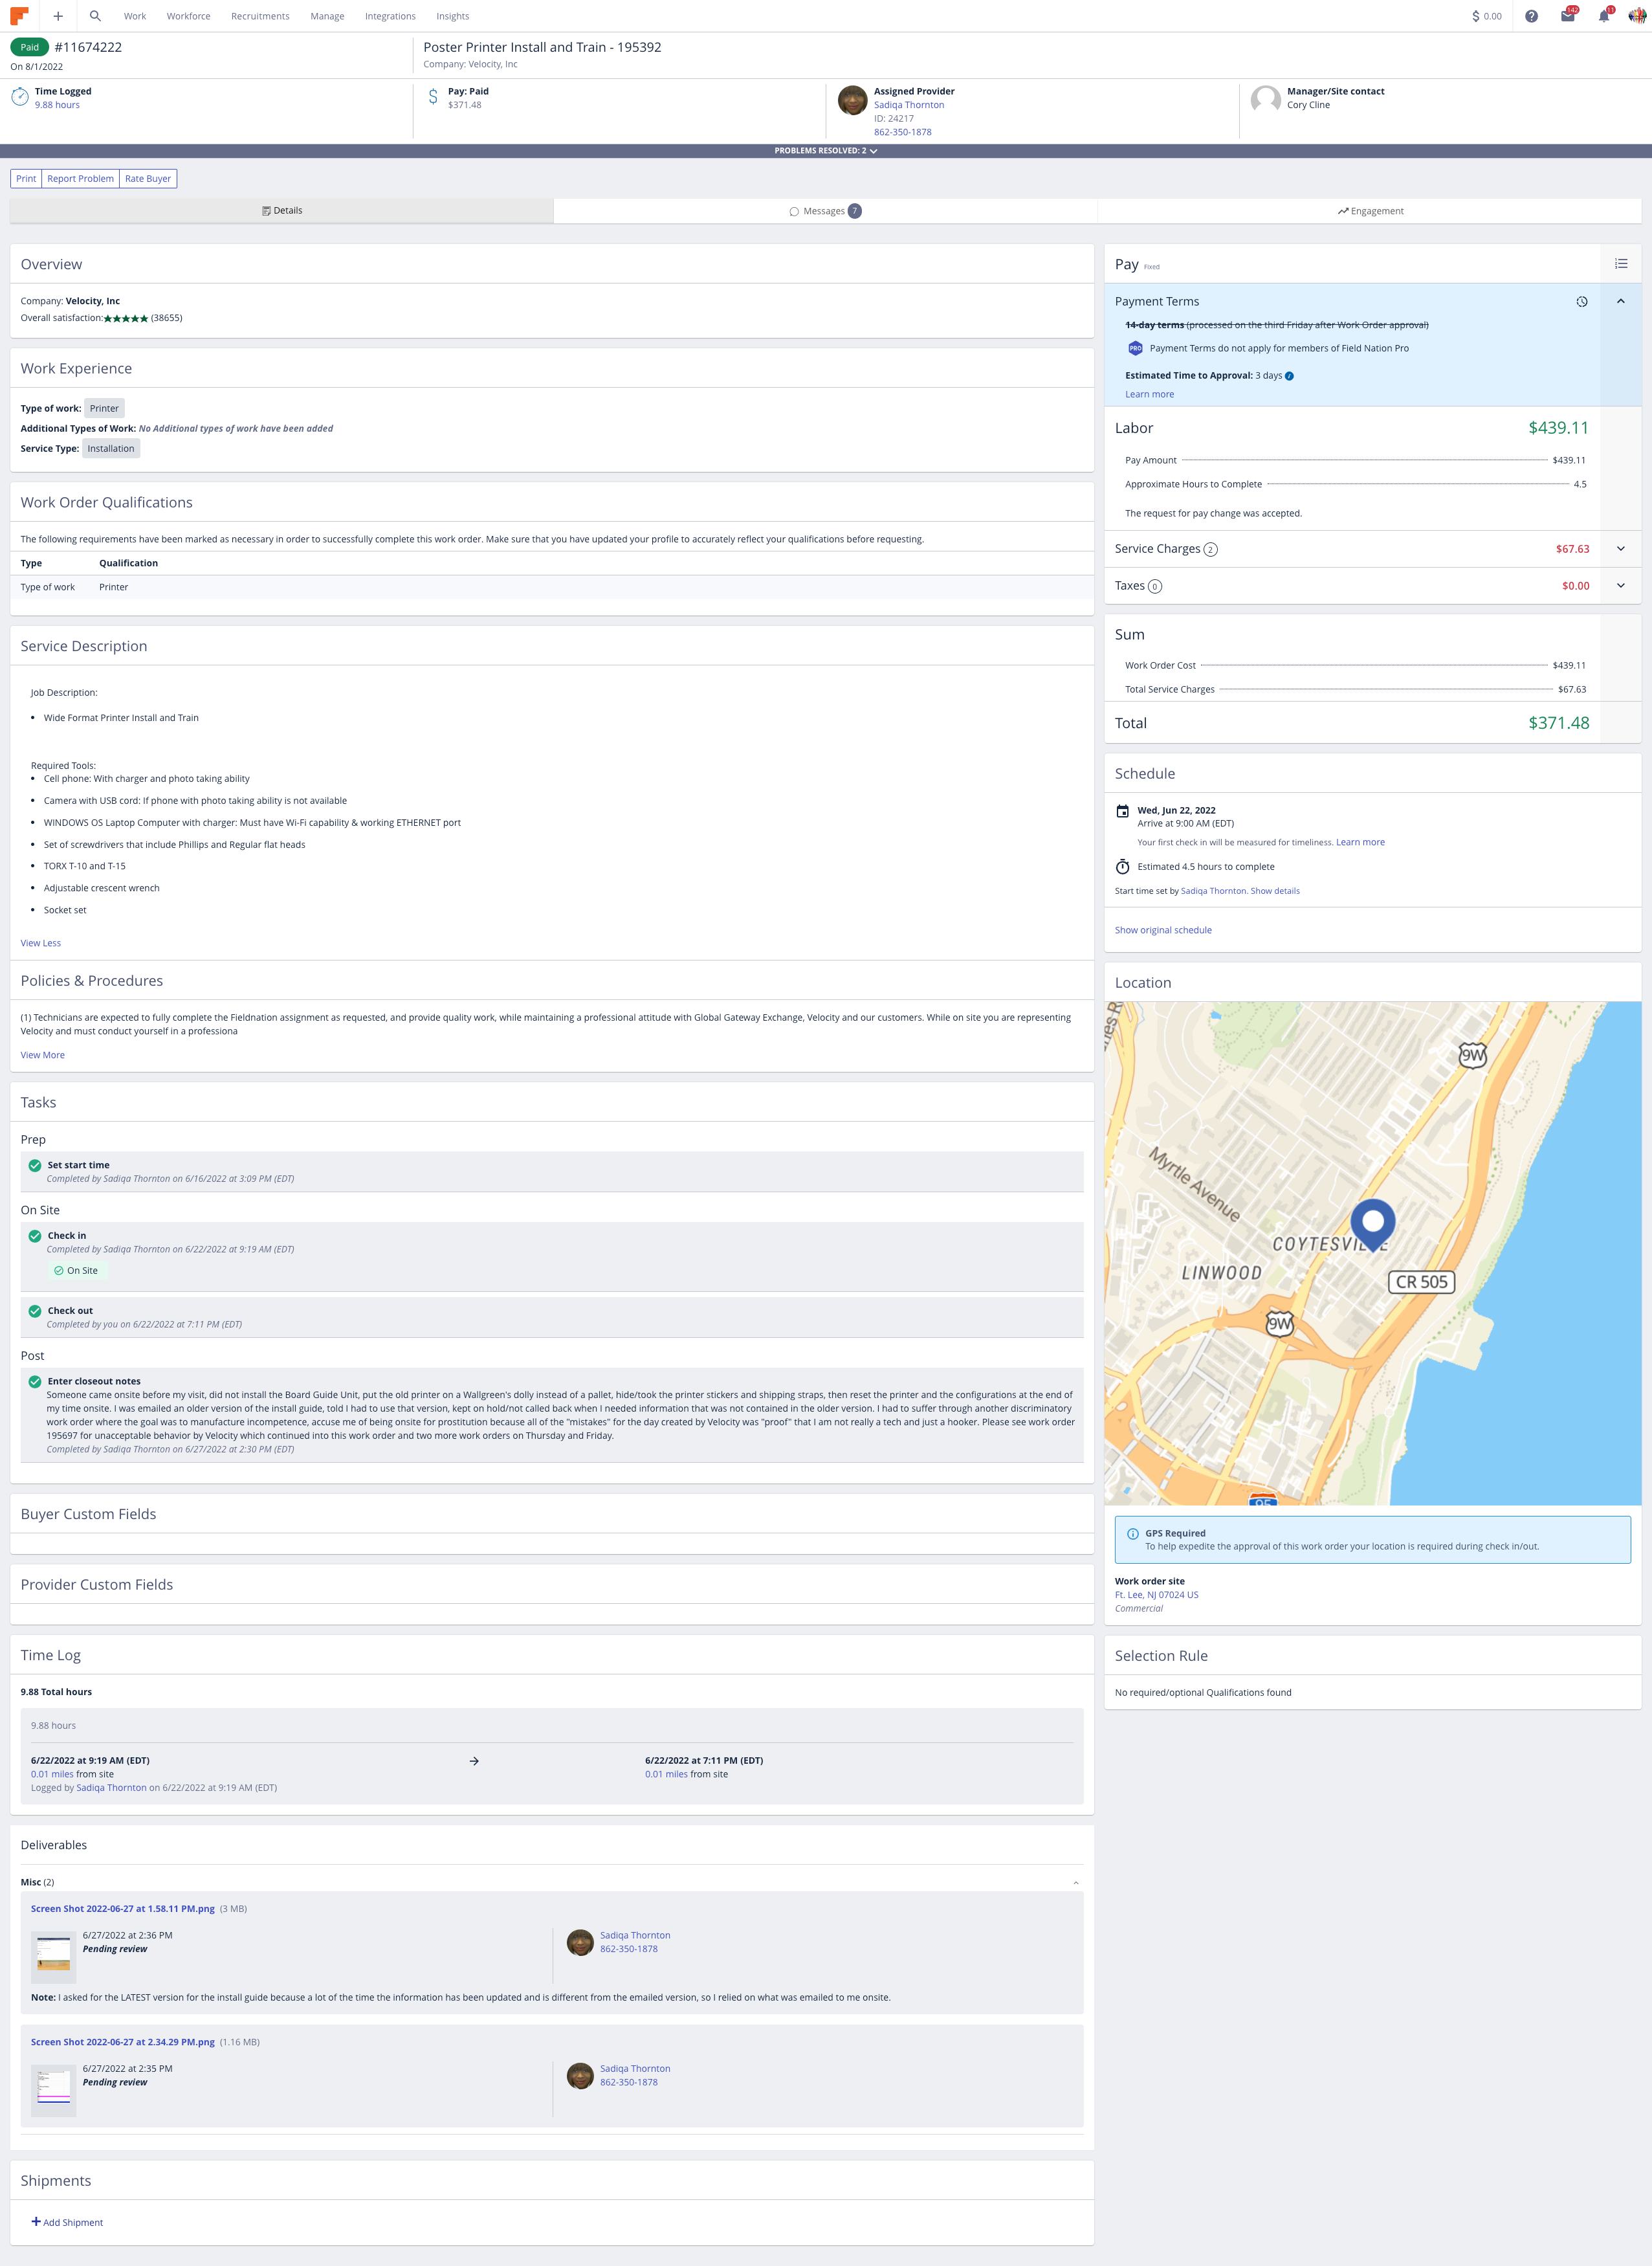 Work Workforce Recruitments Manage Integrations Insights
$ 0.00
142
11
Paid #11674222
On 8/1/2022
Poster Printer Install and Train - 195392
Company: Velocity, Inc
Time Logged
9.88 hours
Pay: Paid
$371.48
Assigned Provider
Sadiqa Thornton
ID: 24217
862-350-1878
Manager/Site contact
Cory Cline
PROBLEMS RESOLVED: 2
Print Report Problem Rate Buyer
Details
Messages 7
Engagement
Overview
Company: Velocity, Inc
Overall satisfaction:★★★★★ (38655)
Work Experience
Type of work: Printer
Additional Types of Work: No Additional types of work have been added
Service Type: Installation
Work Order Qualifications
The following requirements have been marked as necessary in order to successfully complete this work order. Make sure that you have updated your profile to accurately reflect your qualifications before requesting.
Type Qualification
Type of work Printer
Service Description
Job Description:
• Wide Format Printer Install and Train
Required Tools:
• Cell phone: With charger and photo taking ability
• Camera with USB cord: If phone with photo taking ability is not available
• WINDOWS OS Laptop Computer with charger: Must have Wi-Fi capability & working ETHERNET port
• Set of screwdrivers that include Phillips and Regular flat heads
• TORX T-10 and T-15
• Adjustable crescent wrench
• Socket set
View Less
Policies & Procedures
(1) Technicians are expected to fully complete the Fieldnation assignment as requested, and provide quality work, while maintaining a professional attitude with Global Gateway Exchange, Velocity and our customers. While on site you are representing
Velocity and must conduct yourself in a professiona
View More
Tasks
Prep
Set start time
Completed by Sadiqa Thornton on 6/16/2022 at 3:09 PM (EDT)
On Site
Check in
Completed by Sadiqa Thornton on 6/22/2022 at 9:19 AM (EDT)
On Site
Check out
Completed by you on 6/22/2022 at 7:11 PM (EDT)
Post
Enter closeout notes
Someone came onsite before my visit, did not install the Board Guide Unit, put the old printer on a Wallgreen's dolly instead of a pallet, hide/took the printer stickers and shipping straps, then reset the printer and the configurations at the end of
my time onsite. I was emailed an older version of the install guide, told I had to use that version, kept on hold/not called back when I needed information that was not contained in the older version. I had to suffer through another discriminatory
work order where the goal was to manufacture incompetence, accuse me of being onsite for prostitution because all of the "mistakes" for the day created by Velocity was "proof" that I am not really a tech and just a hooker. Please see work order
195697 for unacceptable behavior by Velocity which continued into this work order and two more work orders on Thursday and Friday.
Completed by Sadiqa Thornton on 6/27/2022 at 2:30 PM (EDT)
Buyer Custom Fields
Provider Custom Fields
Time Log
9.88 Total hours
9.88 hours
6/22/2022 at 9:19 AM (EDT)
0.01 miles from site
Logged by Sadiqa Thornton on 6/22/2022 at 9:19 AM (EDT)
6/22/2022 at 7:11 PM (EDT)
0.01 miles from site
Deliverables
Misc (2)
Screen Shot 2022-06-27 at 1.58.11 PM.png (3 MB)
6/27/2022 at 2:36 PM
Pending review
Sadiqa Thornton
862-350-1878
Note: I asked for the LATEST version for the install guide because a lot of the time the information has been updated and is different from the emailed version, so I relied on what was emailed to me onsite.
Screen Shot 2022-06-27 at 2.34.29 PM.png (1.16 MB)
6/27/2022 at 2:35 PM
Pending review
Sadiqa Thornton
862-350-1878
Shipments
+ Add Shipment
Pay Fixed
Payment Terms
14-day terms (processed on the third Friday after Work Order approval)
PRO Payment Terms do not apply for members of Field Nation Pro
Estimated Time to Approval: 3 days
Learn more
Labor $439.11
Pay Amount $439.11
Approximate Hours to Complete 4.5
The request for pay change was accepted.
Service Charges 2 $67.63
Taxes 0 $0.00
Sum
Work Order Cost $439.11
Total Service Charges $67.63
Total $371.48
Schedule
Wed, Jun 22, 2022
Arrive at 9:00 AM (EDT)
Your first check in will be measured for timeliness. Learn more
Estimated 4.5 hours to complete
Start time set by Sadiqa Thornton. Show details
Show original schedule
Location
9W
Myrtle Avenue
COYTESVILLE
LINWOOD
CR 505
9W
95
GPS Required
To help expedite the approval of this work order your location is required during check in/out.
Work order site
Ft. Lee, NJ 07024 US
Commercial
Selection Rule
No required/optional Qualifications found